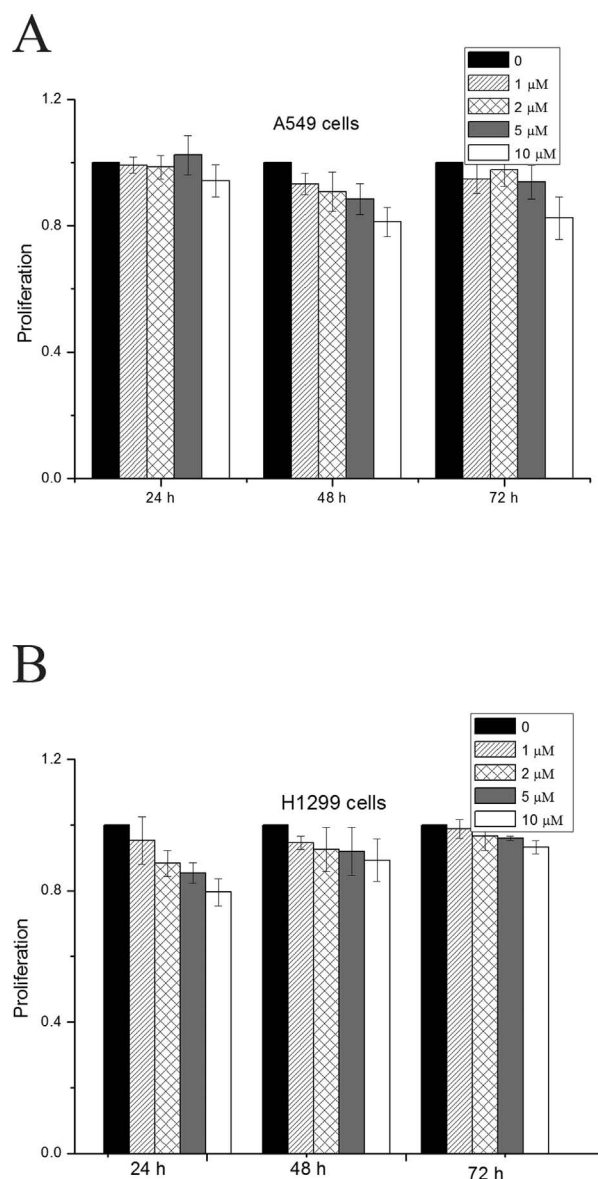 A
0
1 μM
2 μM
5 μM
10 μM
A549 cells
1.2
0.8
0.4
0.0
Proliferation
24 h
48 h
72 h
B
0
1 μM
2 μM
5 μM
10 μM
H1299 cells
1.2
0.8
0.4
0.0
Proliferation
24 h
48 h
72 h